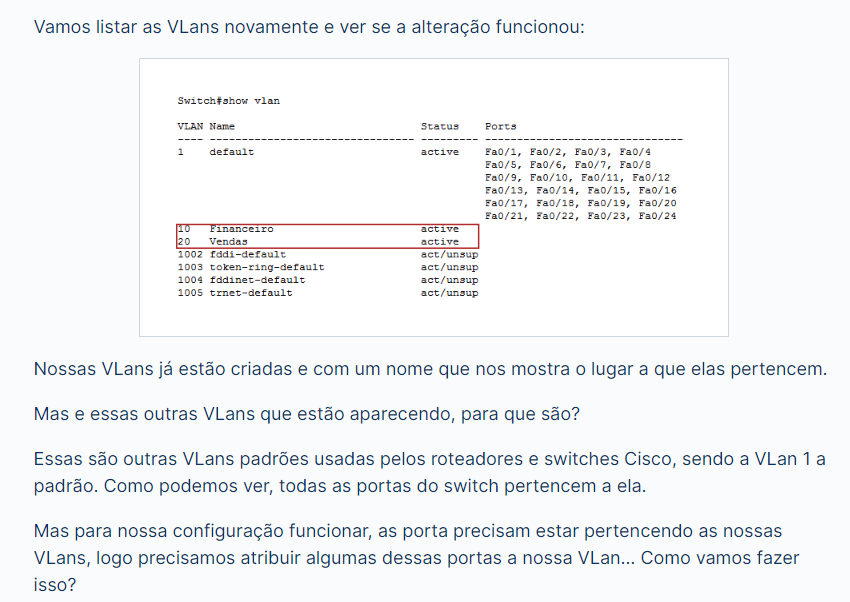 Vamos listar as VLans novamente e ver se a alteração funcionou:
Switch#show vlan
VLAN Name Status Ports
---- -------------------------------- --------- -------------------------------
1 default active Fa0/1, Fa0/2, Fa0/3, Fa0/4
Fa0/5, Fa0/6, Fa0/7, Fa0/8
Fa0/9, Fa0/10, Fa0/11, Fa0/12
Fa0/13, Fa0/14, Fa0/15, Fa0/16
Fa0/17, Fa0/18, Fa0/19, Fa0/20
Fa0/21, Fa0/22, Fa0/23, Fa0/24
10 Financeiro active
20 Vendas active
1002 fddi-default act/unsup
1003 token-ring-default act/unsup
1004 fddinet-default act/unsup
1005 trnet-default act/unsup
Nossas VLans já estão criadas e com um nome que nos mostra o lugar a que elas pertencem.
Mas e essas outras VLans que estão aparecendo, para que são?
Essas são outras VLans padrões usadas pelos roteadores e switches Cisco, sendo a VLan 1 a
padrão. Como podemos ver, todas as portas do switch pertencem a ela.
Mas para nossa configuração funcionar, as porta precisam estar pertencendo as nossas
VLans, logo precisamos atribuir algumas dessas portas a nossa VLan... Como vamos fazer
isso?